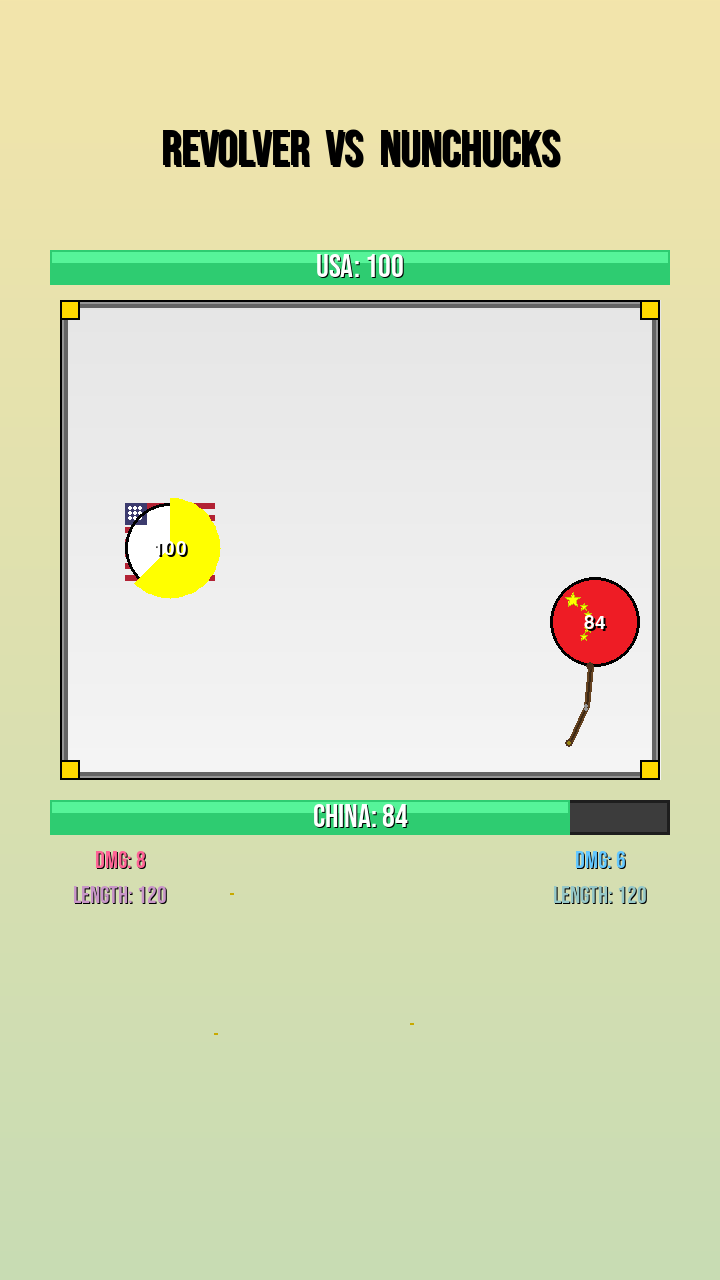 REVOLVER VS NUNCHUCKS
USA: 100
100
84
CHINA: 84
DMG: 8
DMG: 6
LENGTH: 120
LENGTH: 120